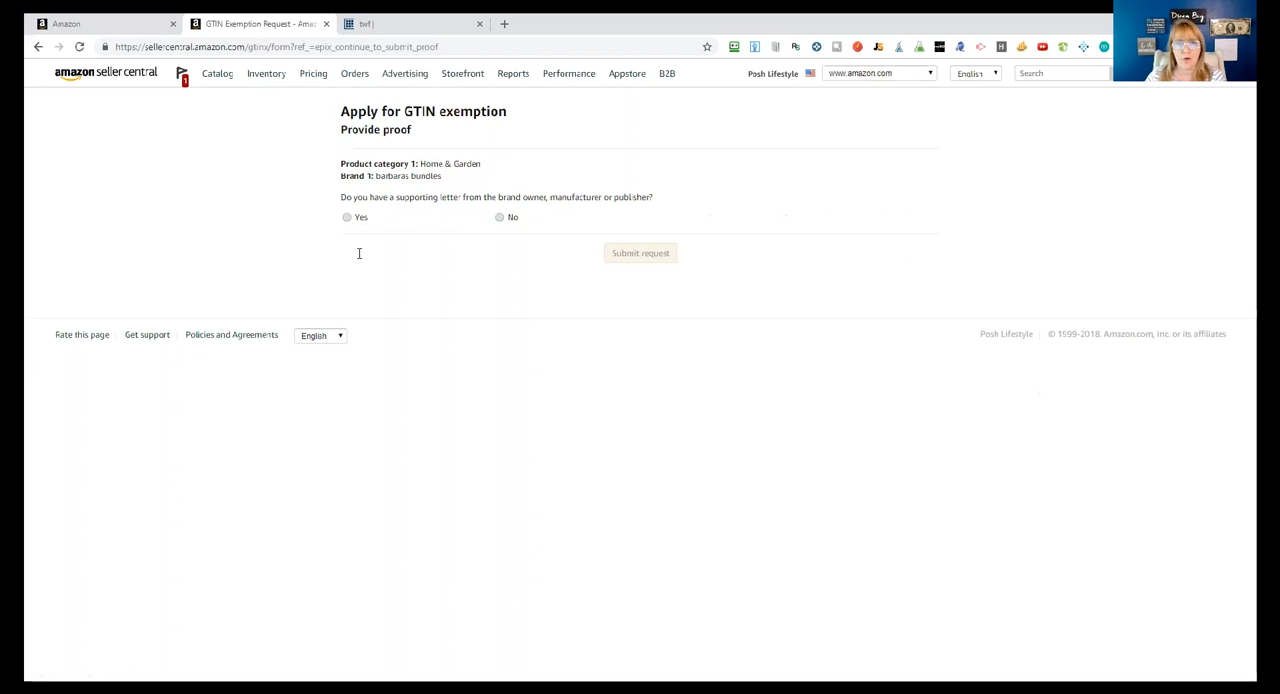 Amazon
GTIN Exemption Request - Ama
twf |
https://sellercentral.amazon.com/gtinx/form?ref_=epix_continue_to_submit_proof
amazon seller central
1
Catalog Inventory Pricing Orders Advertising Storefront Reports Performance Appstore B2B
Posh Lifestyle
www.amazon.com
English
Search
Apply for GTIN exemption
Provide proof
Product category 1: Home & Garden
Brand 1: barbaras bundles
Do you have a supporting letter from the brand owner, manufacturer or publisher?
Yes No
Submit request
Rate this page Get support Policies and Agreements English
Posh Lifestyle © 1999-2018, Amazon.com, Inc. or its affiliates